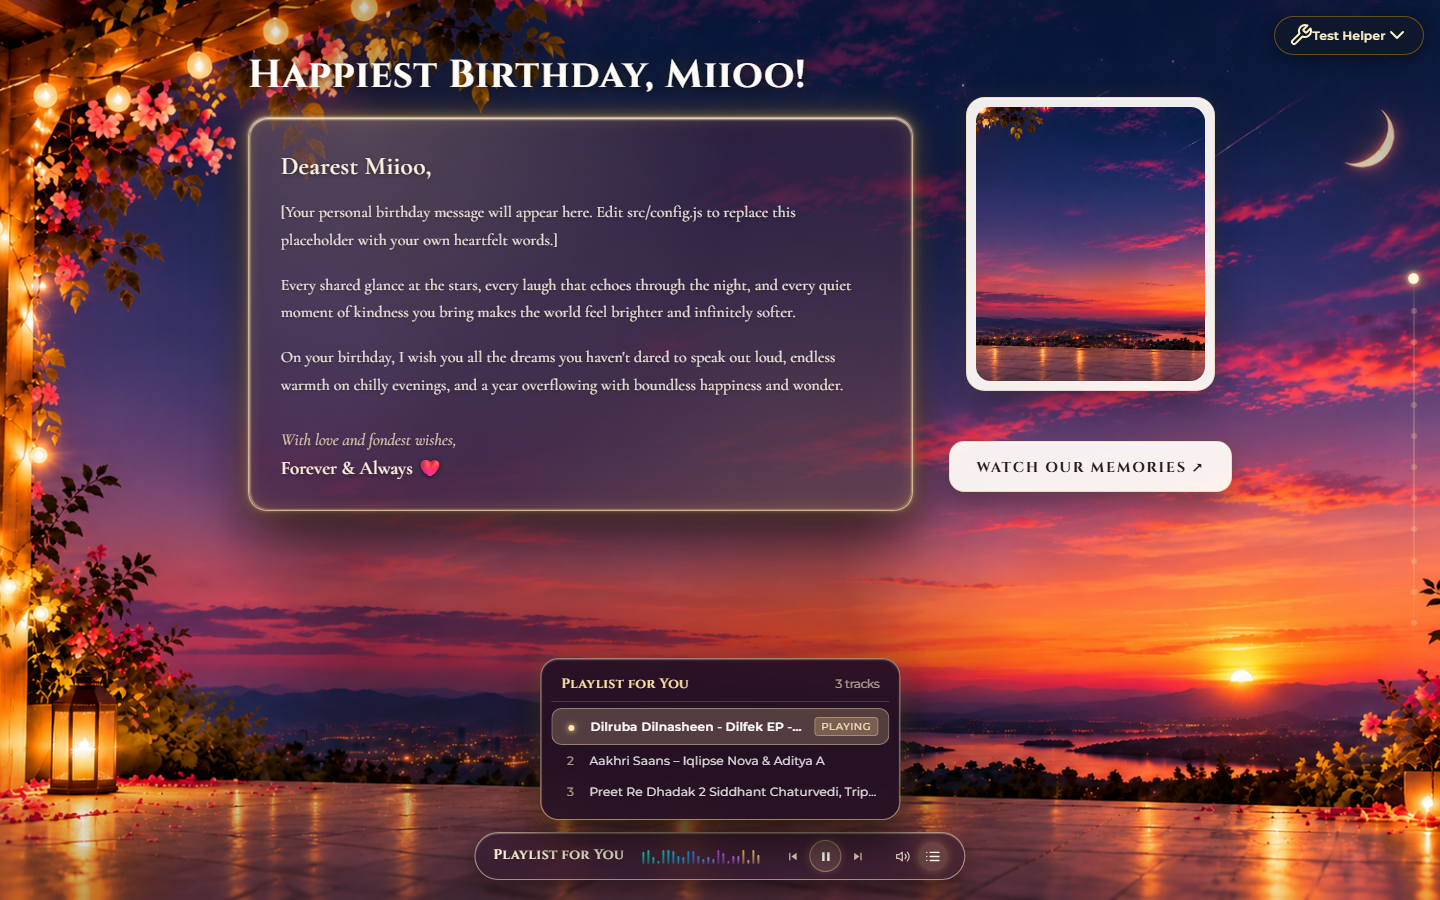 Test Helper
Happiest Birthday, Miioo!
Dearest Miioo,
[Your personal birthday message will appear here. Edit src/config.js to replace this
placeholder with your own heartfelt words.]
Every shared glance at the stars, every laugh that echoes through the night, and every quiet
moment of kindness you bring makes the world feel brighter and infinitely softer.
On your birthday, I wish you all the dreams you haven't dared to speak out loud, endless
warmth on chilly evenings, and a year overflowing with boundless happiness and wonder.
With love and fondest wishes,
Forever & Always ❤️
WATCH OUR MEMORIES ↗
Playlist for You
3 tracks
Dilruba Dilnasheen - Dilfek EP -...
PLAYING
2 Aakhri Saans – Iqlipse Nova & Aditya A
3 Preet Re Dhadak 2 Siddhant Chaturvedi, Trip...
Playlist for You